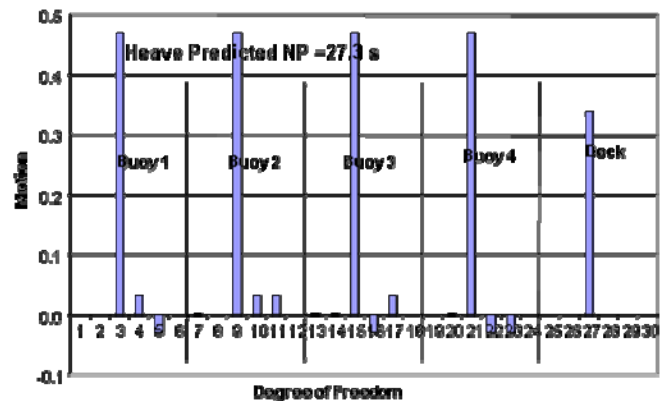 0.5
Heave Predicted NP =27.3 s
0.4
0.3
Buoy 1 Buoy 2 Buoy 3 Buoy 4 Dock
Motion
0.2
0.1
0.0
1 2 3 4 5 6 7 8 9 10 11 12 13 14 15 16 17 18 19 20 21 22 23 24 25 26 27 28 29 30
-0.1
Degree of Freedom